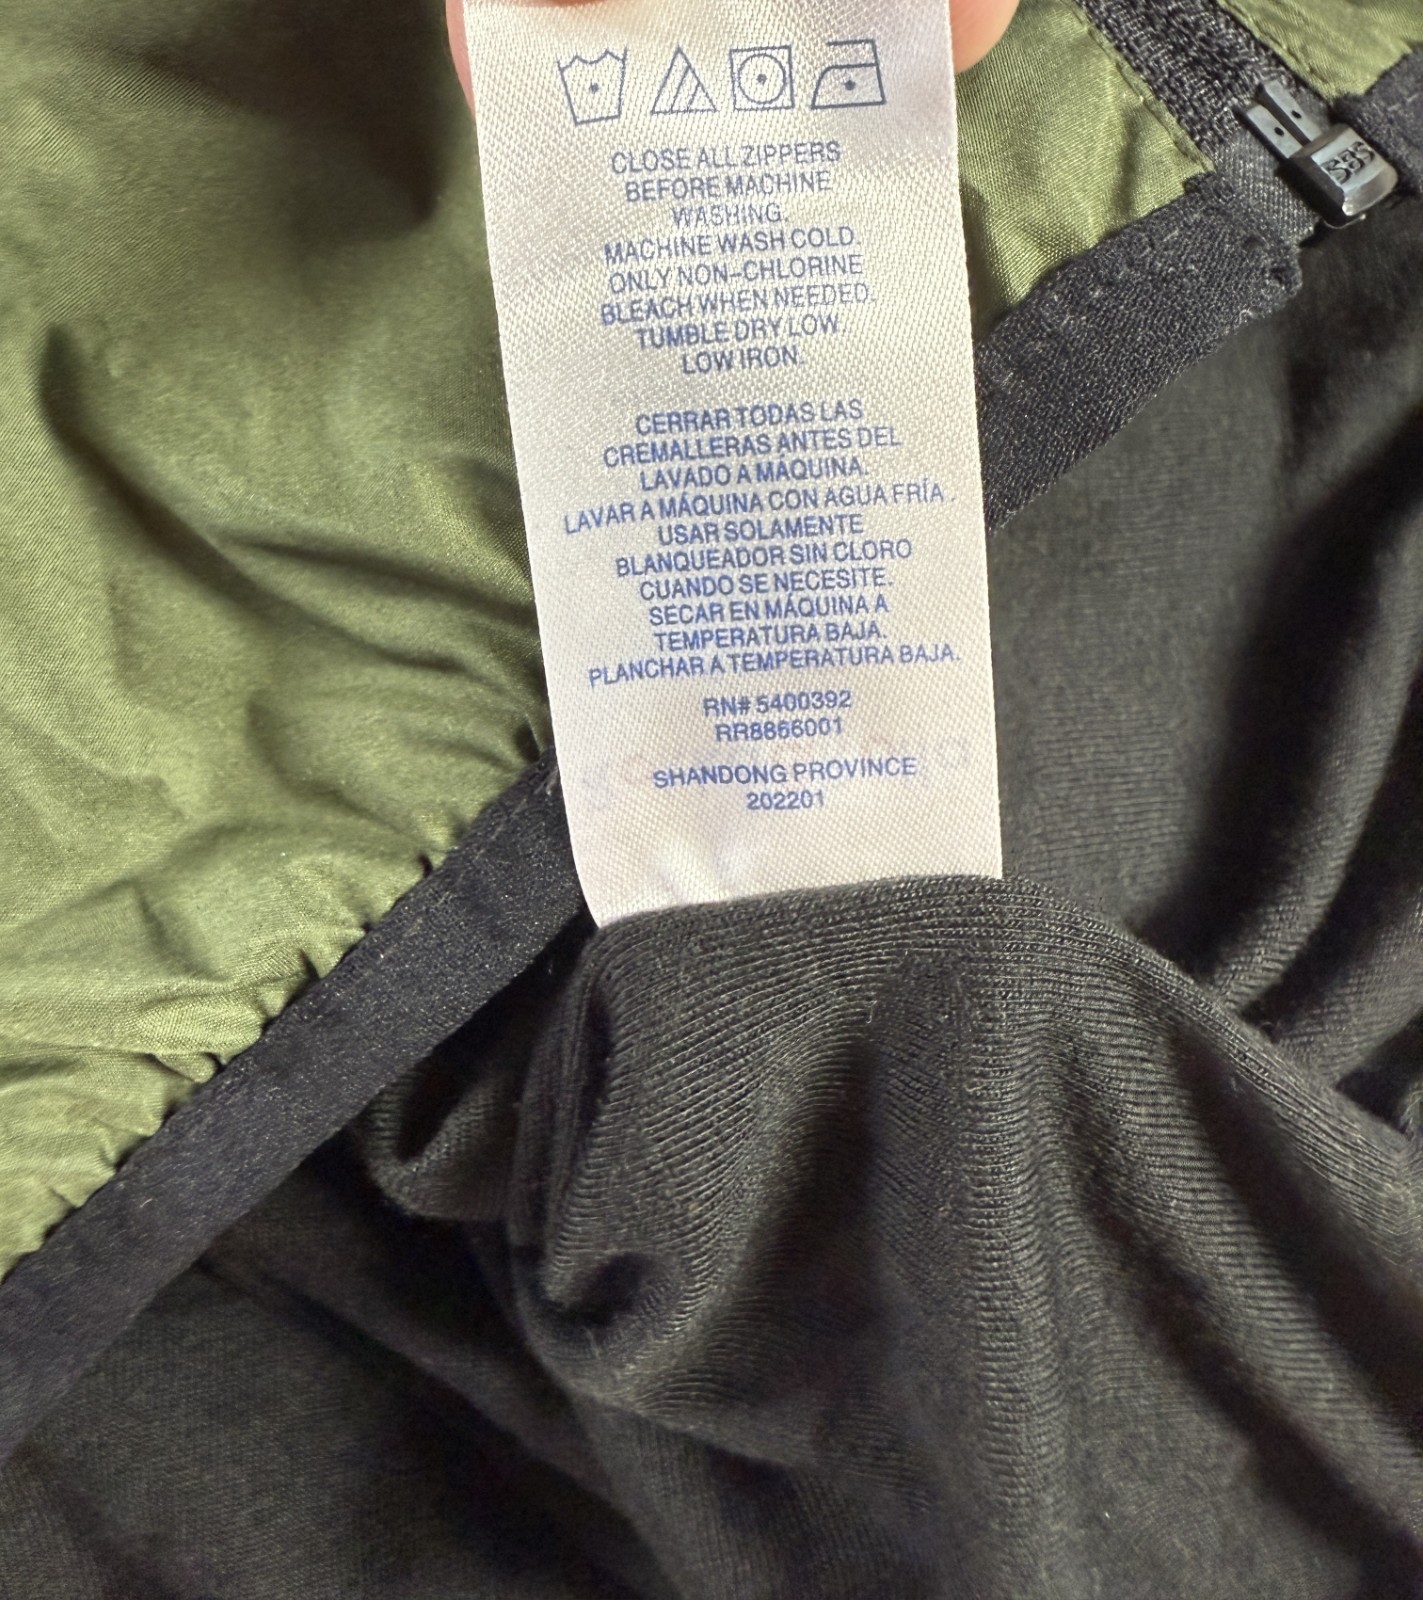 CLOSE ALL ZIPPERS
BEFORE MACHINE
WASHING.
MACHINE WASH COLD.
ONLY NON-CHLORINE
BLEACH WHEN NEEDED.
TUMBLE DRY LOW.
LOW IRON.
CERRAR TODAS LAS
CREMALLERAS ANTES DEL
LAVADO A MÁQUINA.
LAVAR A MÁQUINA CON AGUA FRÍA.
USAR SOLAMENTE
BLANQUEADOR SIN CLORO
CUANDO SE NECESITE.
SECAR EN MÁQUINA A
TEMPERATURA BAJA.
PLANCHAR A TEMPERATURA BAJA.
RN# 5400392
RR8866001
SHANDONG PROVINCE
202201
SBS